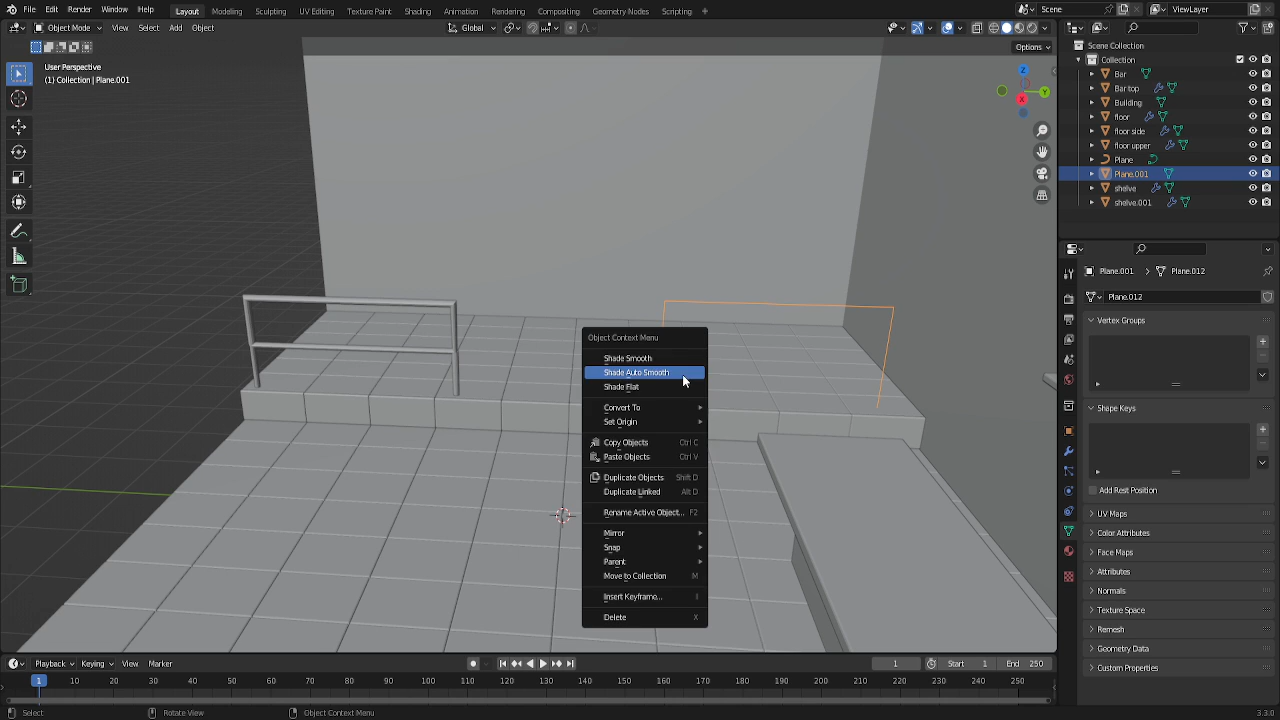 File Edit Render Window Help Layout Modeling Sculpting UV Editing Texture Paint Shading Animation Rendering Compositing Geometry Nodes Scripting + Scene ViewLayer
Object Mode View Select Add Object Global
Options
User Perspective
(1) Collection | Plane.001
X
Y
Z
Object Context Menu
Shade Smooth
Shade Auto Smooth
Shade Flat
Convert To
Set Origin
Copy Objects Ctrl C
Paste Objects Ctrl V
Duplicate Objects Shift D
Duplicate Linked Alt D
Rename Active Object... F2
Mirror
Snap
Parent
Move to Collection M
Insert Keyframe... I
Delete X
Scene Collection
Collection
Bar
Bar top
Building
floor
floor side
floor upper
Plane
Plane.001
shelve
shelve.001
Plane.001 > Plane.012
Plane.012
Vertex Groups
Shape Keys
Add Rest Position
UV Maps
Color Attributes
Face Maps
Attributes
Normals
Texture Space
Remesh
Geometry Data
Custom Properties
Playback Keying View Marker 1 Start 1 End 250
1 10 20 30 40 50 60 70 80 90 100 110 120 130 140 150 160 170 180 190 200 210 220 230 240 250
Select Rotate View Object Context Menu 3.3.0